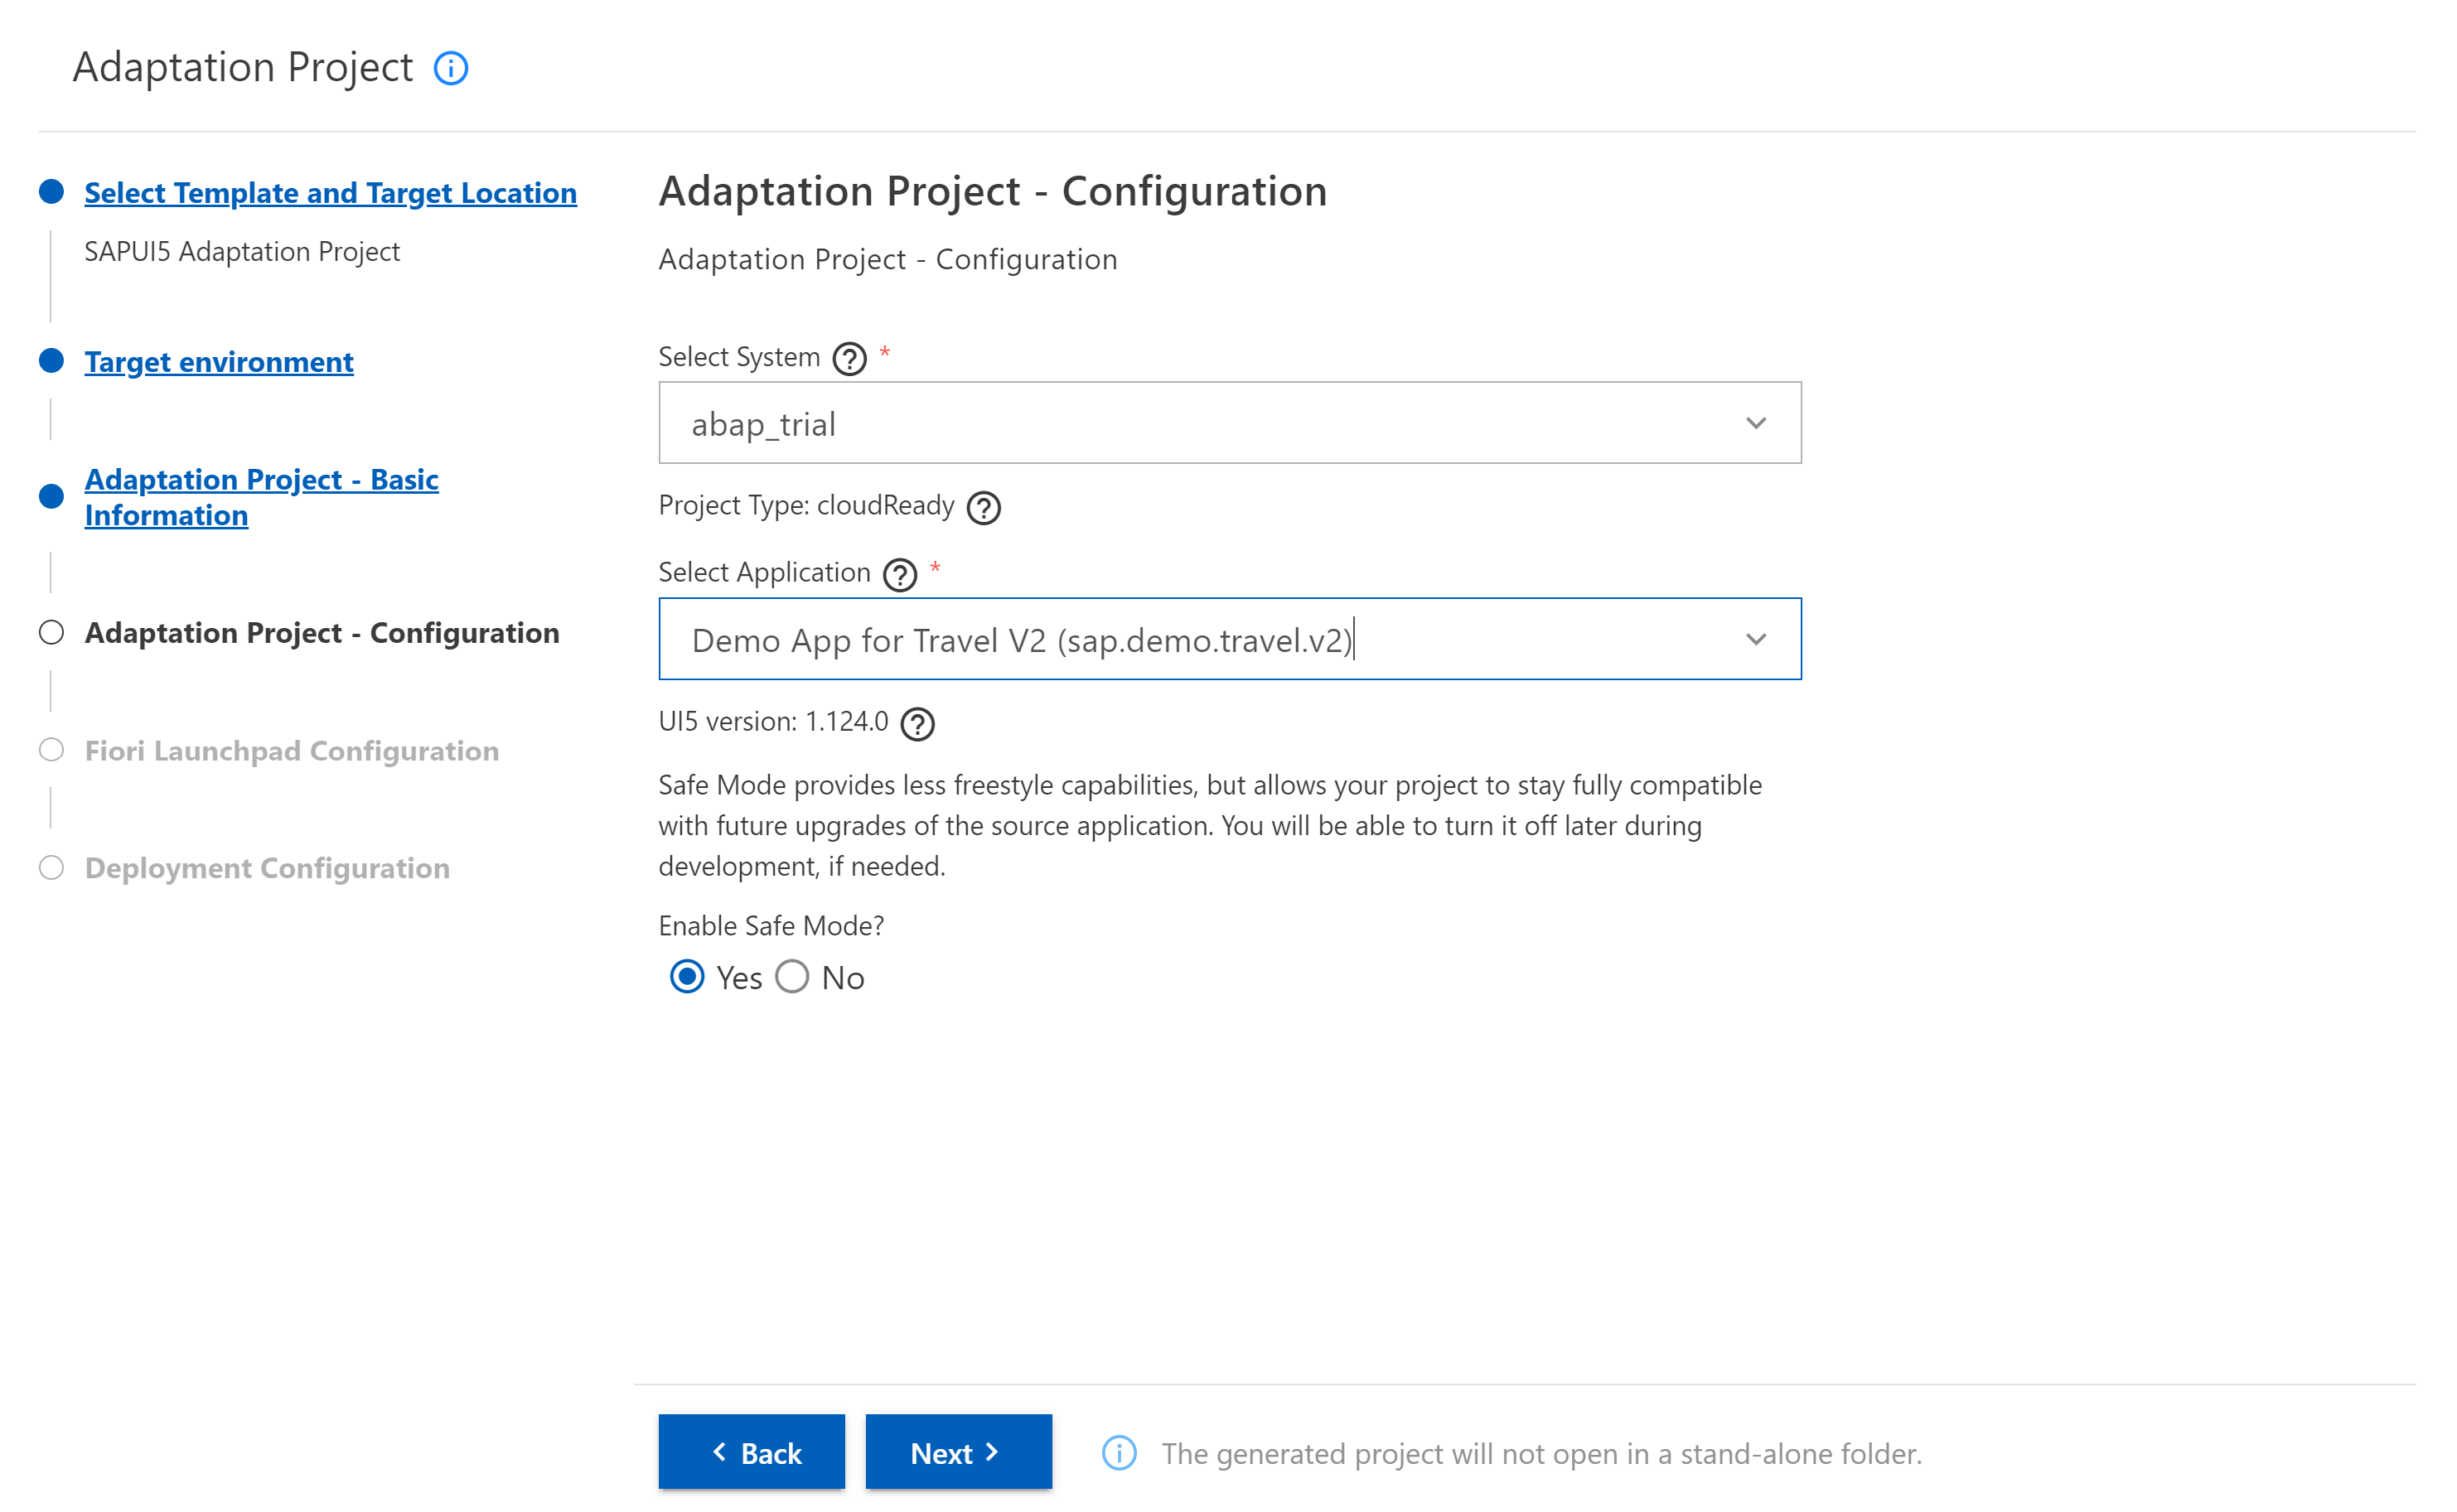 Adaptation Project
Select Template and Target Location
SAPUI5 Adaptation Project
Target environment
Adaptation Project - Basic
Information
Adaptation Project - Configuration
Fiori Launchpad Configuration
Deployment Configuration
Adaptation Project - Configuration
Adaptation Project - Configuration
Select System *
abap_trial
Project Type: cloudReady
Select Application *
Demo App for Travel V2 (sap.demo.travel.v2)
UI5 version: 1.124.0
Safe Mode provides less freestyle capabilities, but allows your project to stay fully compatible
with future upgrades of the source application. You will be able to turn it off later during
development, if needed.
Enable Safe Mode?
Yes No
Back Next The generated project will not open in a stand-alone folder.